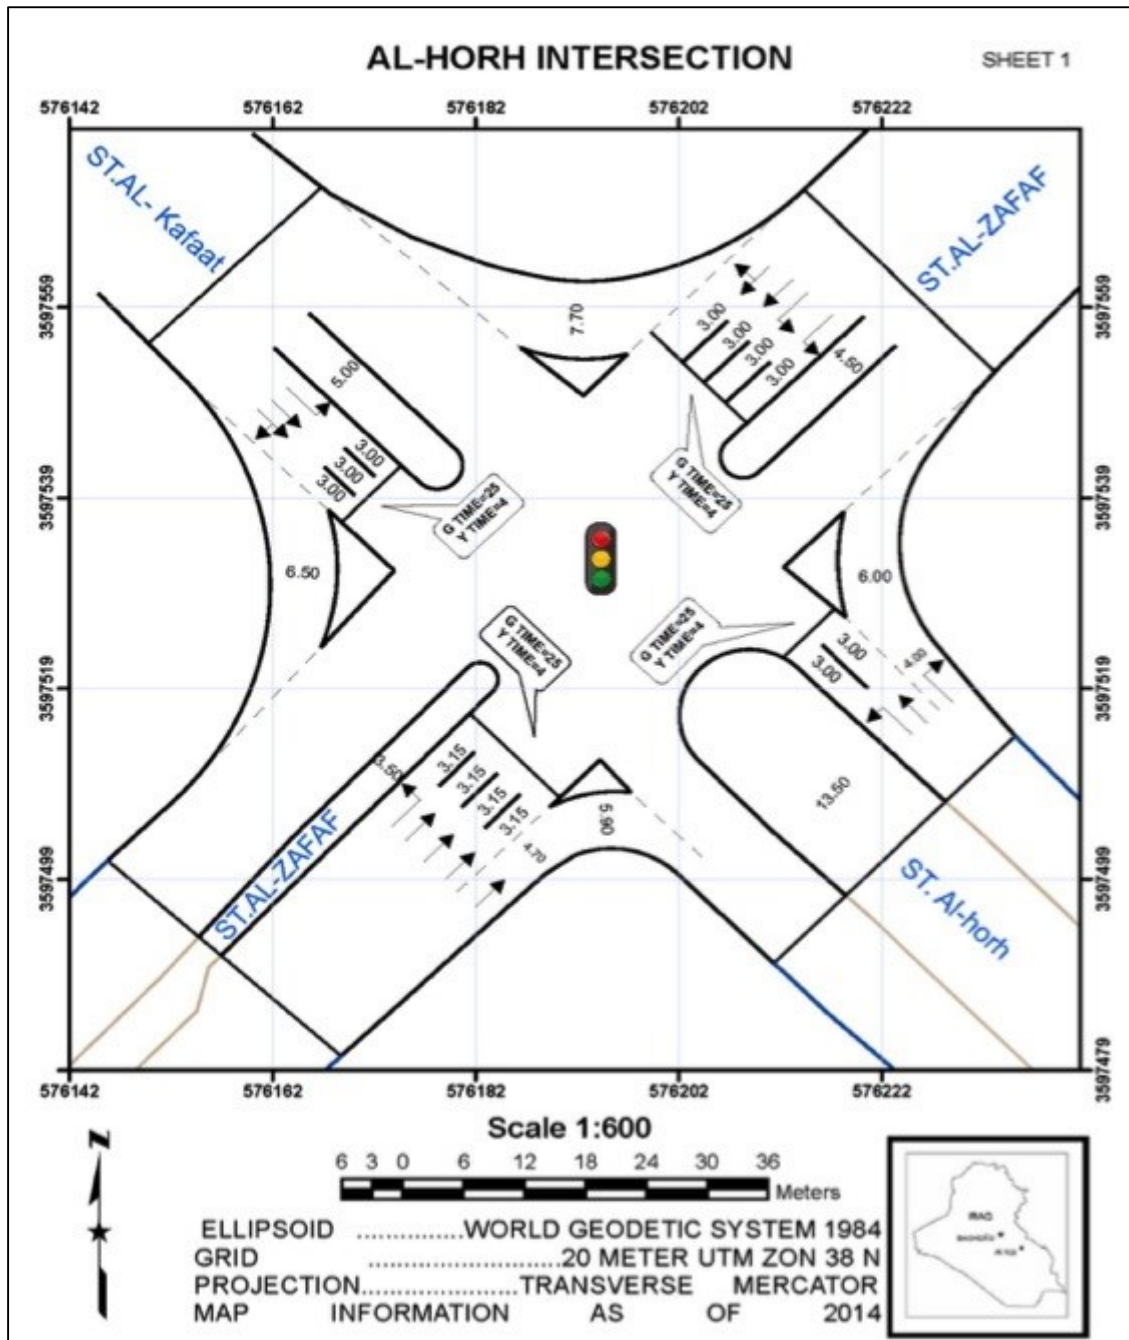 AL-HORH INTERSECTION
SHEET 1
576142 576162 576182 576202 576222
ST.AL- Kafaat
ST.AL-ZAFAF
3597559
3597559
7.70
3.00
3.00
3.00
4.50
5.00
3.00
3.00
3.00
3597539
3597539
G TIME=25
Y TIME=4
G TIME=25
Y TIME=4
6.50
6.00
G TIME=25
Y TIME=4
G TIME=25
Y TIME=4
3.00
3.00
4.00
3597519
3597519
3.50
3.15
3.15
3.15
3.15
4.70
5.90
13.50
ST.AL-ZAFAF
ST. Al-horh
3597499
3597499
3597479
576142 576162 576182 576202 576222
Scale 1:600
6 3 0 6 12 18 24 30 36
Meters
N
ELLIPSOID ..............WORLD GEODETIC SYSTEM 1984
GRID .........................20 METER UTM ZON 38 N
PROJECTION......................TRANSVERSE MERCATOR
MAP INFORMATION AS OF 2014
IRAQ
BAGHDAD